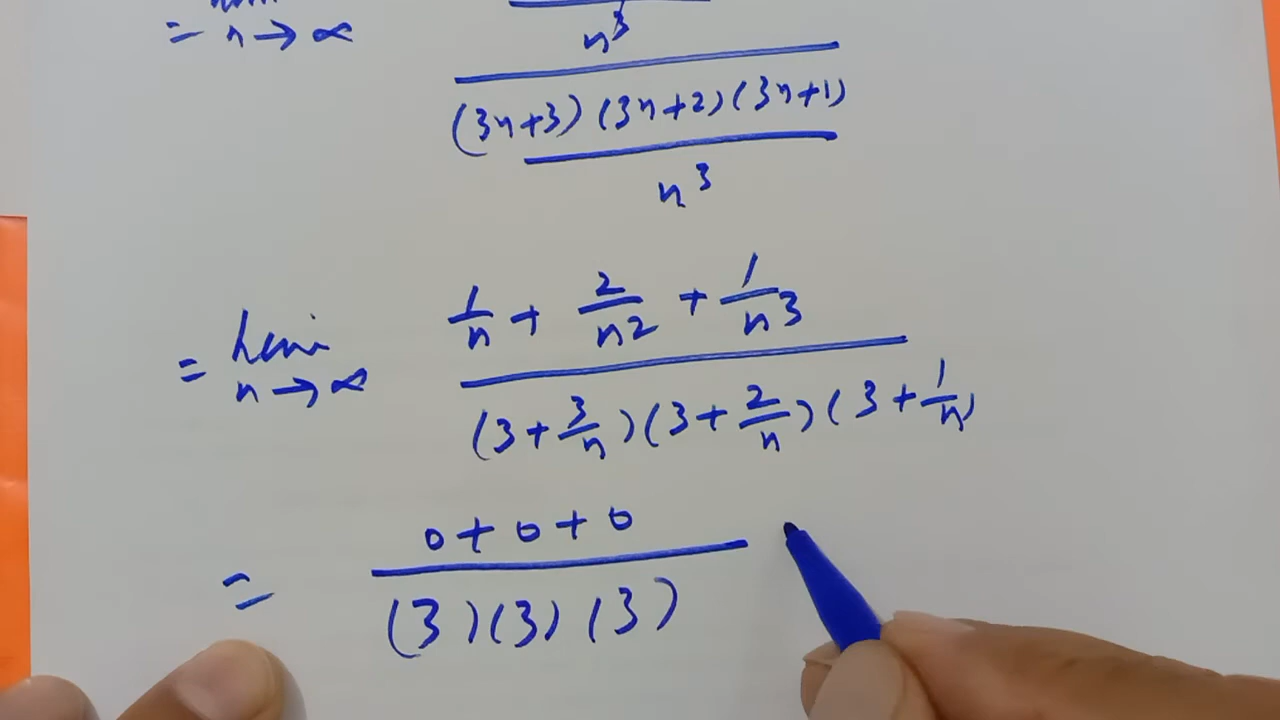 = n → ∞
n³
(3n+3) (3n+2) (3n+1)
n³
= lim n → ∞ 1/n + 2/n2 + 1/n3
(3 + 3/n) (3 + 2/n) (3 + 1/n)
= 0 + 0 + 0
(3) (3) (3)